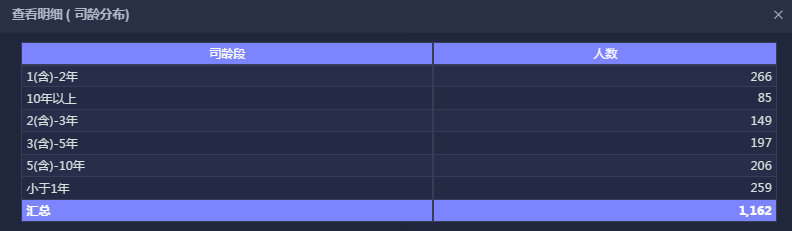 查看明细 ( 司龄分布)
司龄段 人数
1(含)-2年 266
10年以上 85
2(含)-3年 149
3(含)-5年 197
5(含)-10年 206
小于1年 259
汇总 1,162